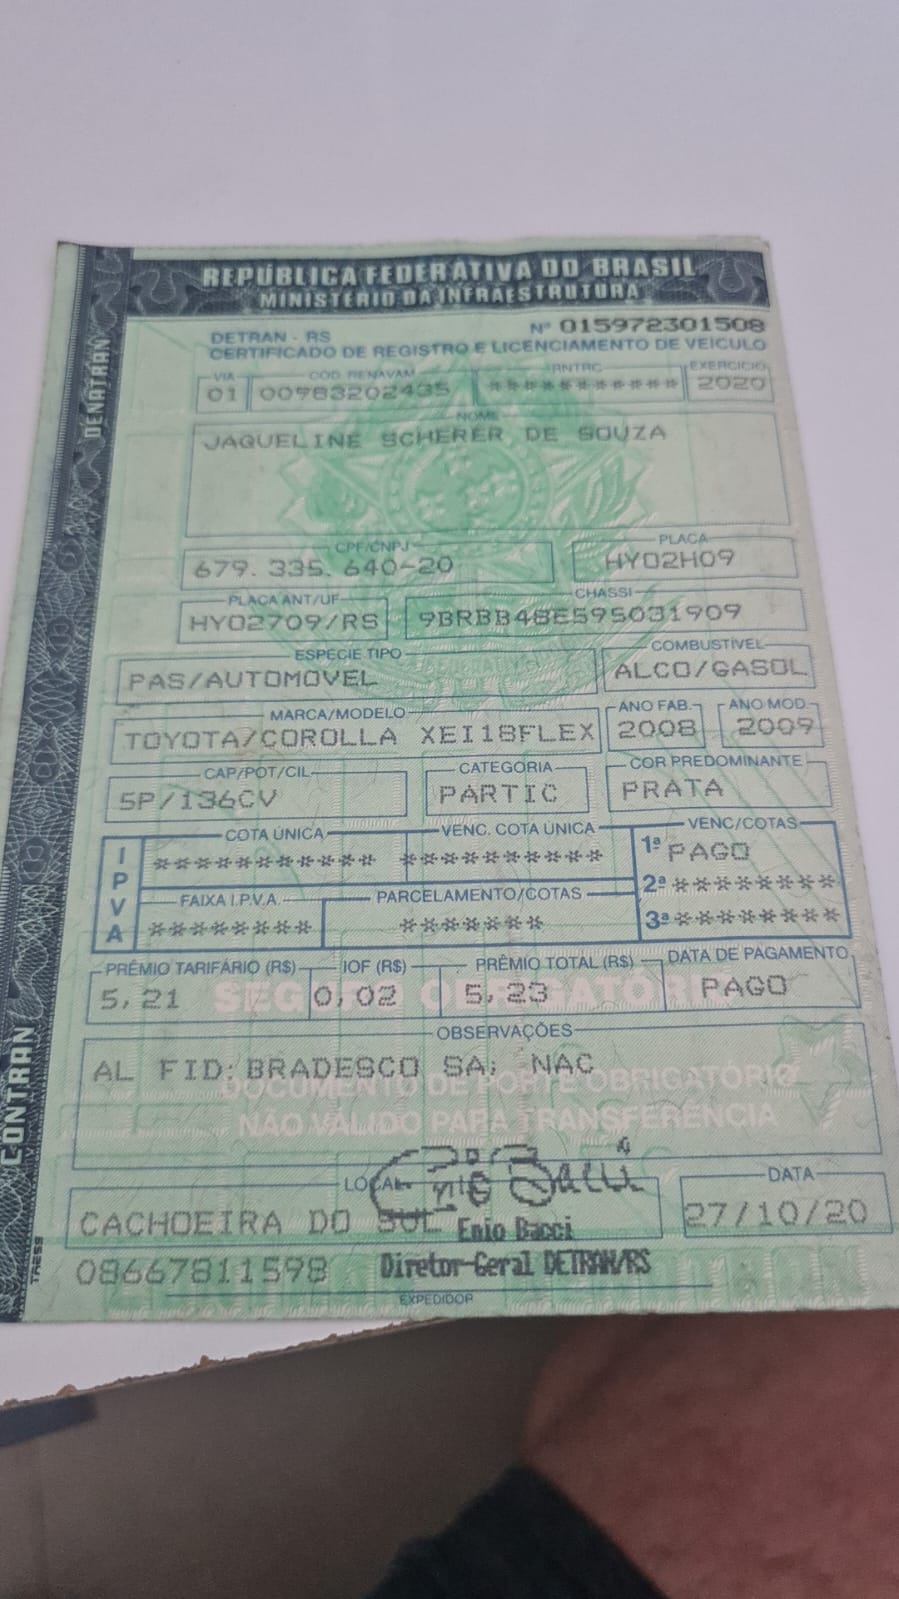 REPÚBLICA FEDERATIVA DO BRASIL
MINISTÉRIO DA INFRAESTRUTURA
DENATRAN
CONTRAN
DETRAN - RS Nº 015972301508
CERTIFICADO DE REGISTRO E LICENCIAMENTO DE VEÍCULO
VIA COD. RENAVAM RNTRC EXERCÍCIO
01 00983202435 ************* 2020
NOME
JAQUELINE SCHERER DE SOUZA
CPF/CNPJ PLACA
679. 335. 640-20 HYO2H09
PLACA ANT/UF CHASSI
HYO2709/RS 9BRBB48E595031909
ESPÉCIE TIPO COMBUSTÍVEL
PAS/AUTOMOVEL ALCO/GASOL
MARCA/MODELO ANO FAB. ANO MOD.
TOYOTA/COROLLA XEI18FLEX 2008 2009
CAP/POT/CIL CATEGORIA COR PREDOMINANTE
5P/136CV PARTIC PRATA
IPVA
COTA ÚNICA VENC. COTA ÚNICA VENC/COTAS
*********** ********** 1ª PAGO
2ª ********
FAIXA I.P.V.A. PARCELAMENTO/COTAS
******** ******* 3ª ********
PRÊMIO TARIFÁRIO (R$) IOF (R$) PRÊMIO TOTAL (R$) DATA DE PAGAMENTO
5, 21 0, 02 5, 23 PAGO
SEGURO OBRIGATÓRIO
OBSERVAÇÕES
AL FID: BRADESCO SA; NAC
DOCUMENTO DE PORTE OBRIGATÓRIO
NÃO VÁLIDO PARA TRANSFERÊNCIA
LOCAL DATA
CACHOEIRA DO SUL 27/10/20
Enio Bacci
08667811598 Diretor-Geral DETRAN/RS
EXPEDIDOR